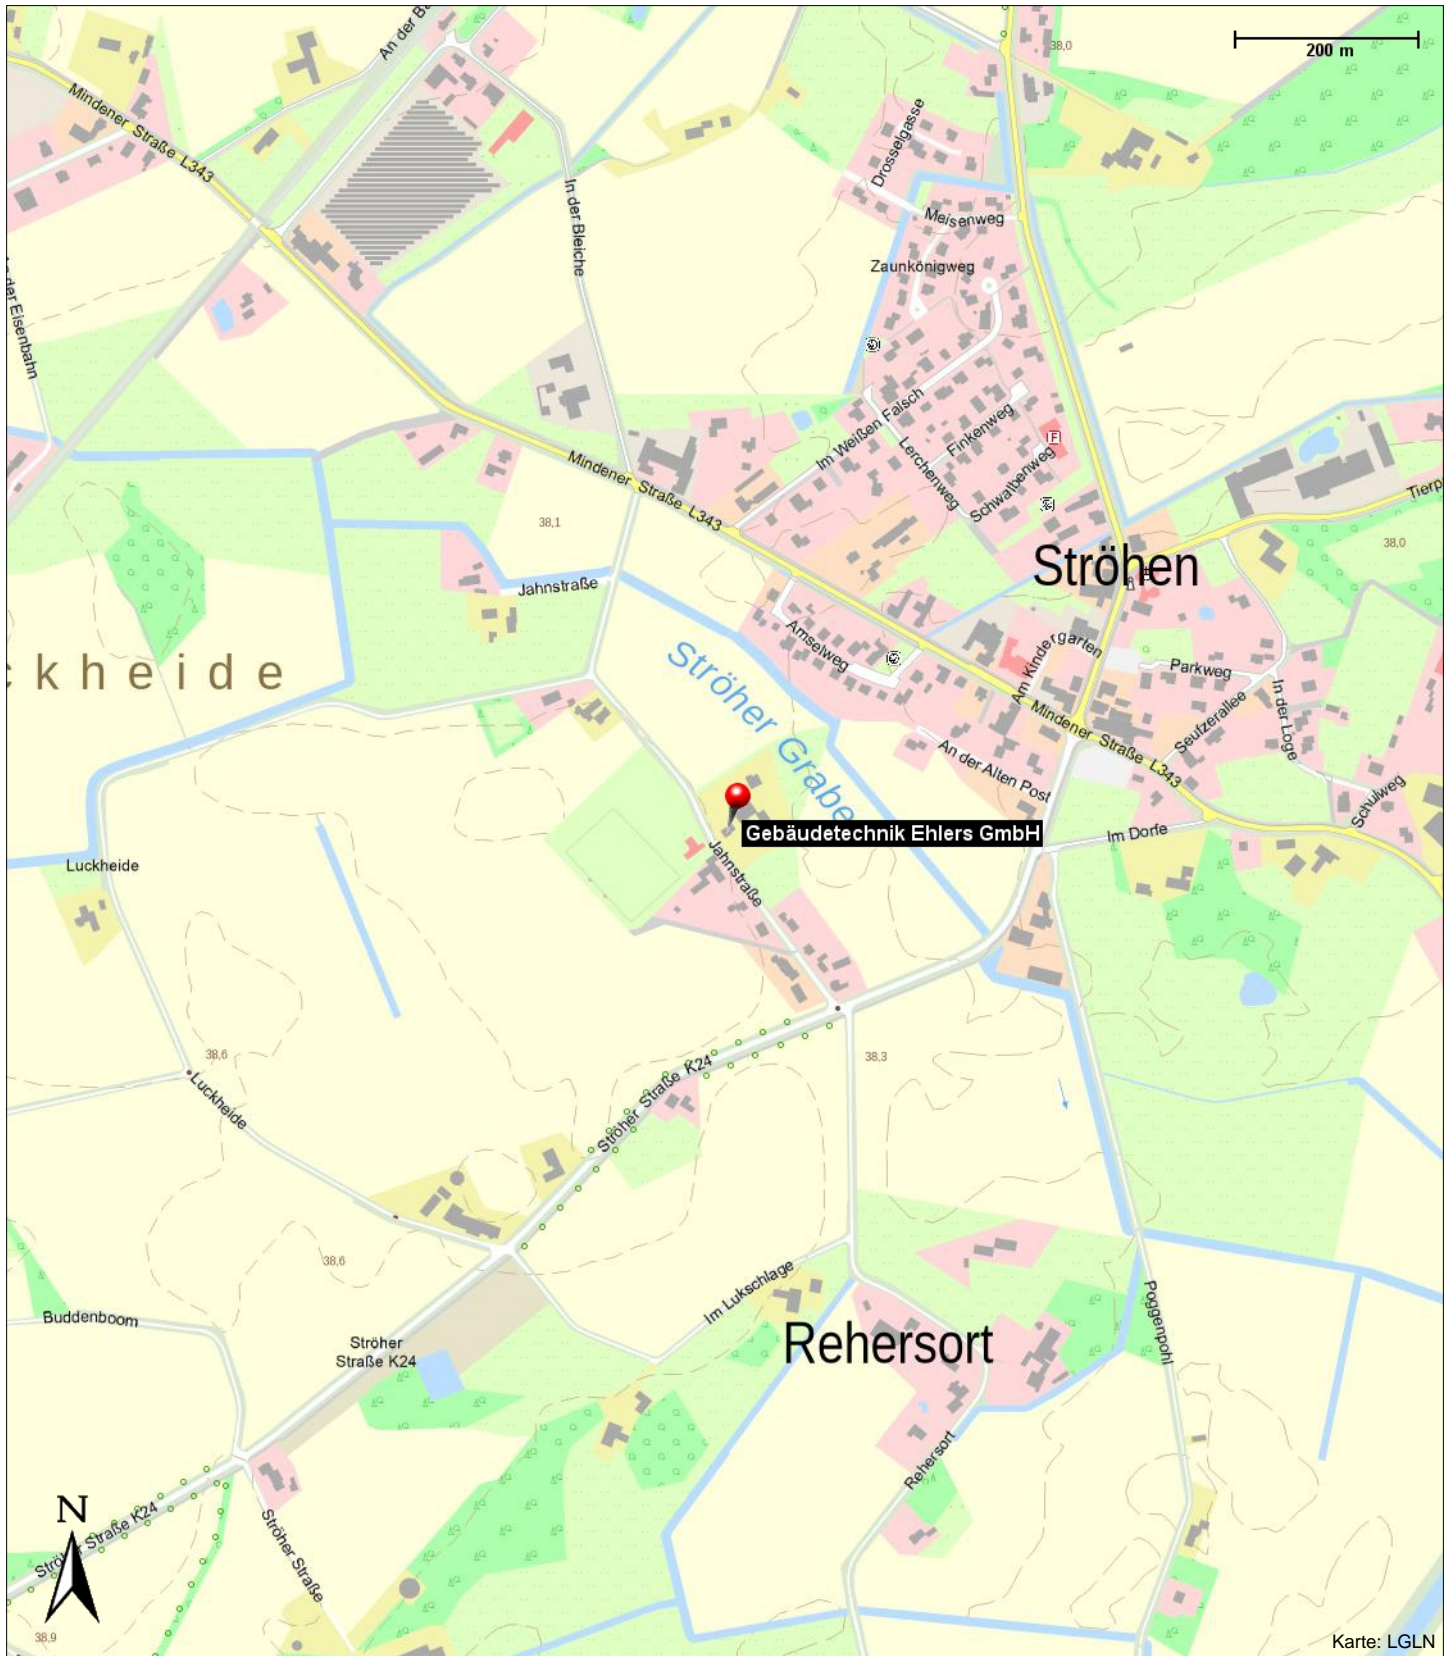 An der Ba
38,0
200 m
Mindener Straße L343
Drosselgasse
In der Bleiche
Meisenweg
Zaunkönigweg
der Eisenbahn
Im Weißen Falsch
Finkenweg
F
Lerchenweg
Schwalbenweg
Mindener Straße L343
Tierp
38,1
38,0
Ströhen
Jahnstraße
Amselweg
Am Kindergarten
Ströher Grabe
ckheide
Parkweg
In der Loge
Seufzerallee
Mindener Straße L343
An der Alten Post
Schulweg
Gebäudetechnik Ehlers GmbH
Im Dorfe
Jahnstraße
Luckheide
38,6
38,3
Ströher Straße K24
Luckheide
38,6
Im Lukschlage
Poggenpohl
Buddenboom
Ströher
Straße K24
Rehersort
Rehersort
N
Ströher Straße K24
Ströher Straße
38,9
Karte: LGLN